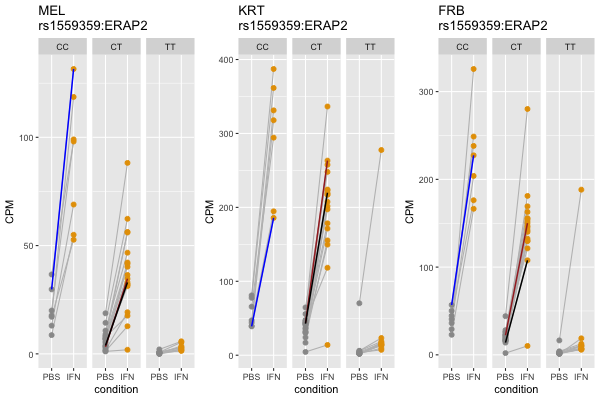 MEL
rs1559359:ERAP2
CC CT TT
CPM
100
50
0
PBS IFN PBS IFN PBS IFN
condition
KRT
rs1559359:ERAP2
CC CT TT
CPM
400
300
200
100
0
PBS IFN PBS IFN PBS IFN
condition
FRB
rs1559359:ERAP2
CC CT TT
CPM
300
200
100
0
PBS IFN PBS IFN PBS IFN
condition